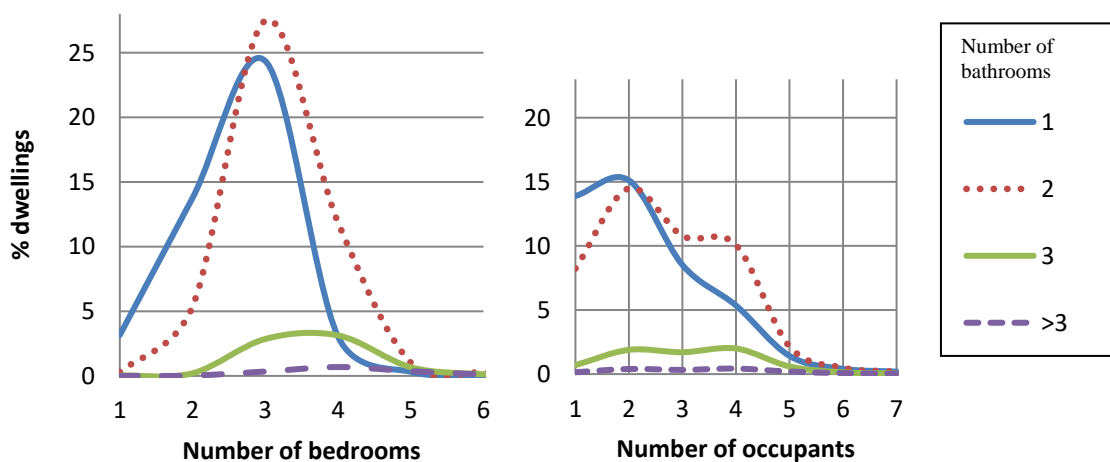 % dwellings
25
20
15
10
5
0
1 2 3 4 5 6
Number of bedrooms
20
15
10
5
0
1 2 3 4 5 6 7
Number of occupants
Number of
bathrooms
1
2
3
>3